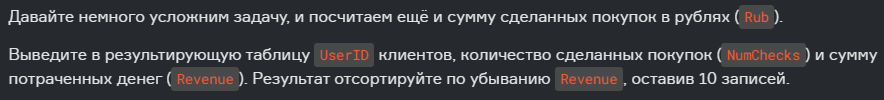 Давайте немного усложним задачу, и посчитаем ещё и сумму сделанных покупок в рублях ( Rub ).
Выведите в результирующую таблицу UserID клиентов, количество сделанных покупок ( NumChecks ) и сумму
потраченных денег ( Revenue ). Результат отсортируйте по убыванию Revenue , оставив 10 записей.